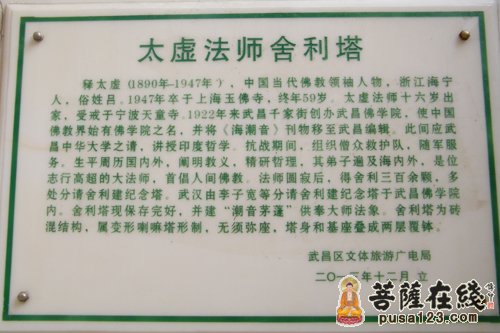 太虚法师舍利塔
释太虚(1890年-1947年),中国当代佛教领袖人物,浙江海宁
人,俗姓吕。1947年卒于上海玉佛寺,终年59岁。太虚法师十六岁出
家,受戒于宁波天童寺。1922年来武昌千家街创办武昌佛学院,使中国
佛教界始有佛学院之名,并将《海潮音》刊物移至武昌编辑。此间应武昌
中华大学之请,讲授印度哲学。抗战期间,组织僧众救护队,随军服
务。生平周历国内外,阐明教义,精研哲理,其弟子遍及海内外,是位
志行高超的大法师,首倡人间佛教。法师圆寂后,得舍利三百余颗,多
处分请舍利建纪念塔。武汉由李子宽等分请舍利建纪念塔于武昌佛学院
内。舍利塔现保存完好,并建“潮音茅蓬”供奉大师法象。舍利塔为砖
混结构、属变形喇嘛塔形制,无须弥座,塔身和基座叠成两层覆钵。
武昌区文体旅游广电局
二〇一二年十二月 立
菩萨在线
pusa123.com